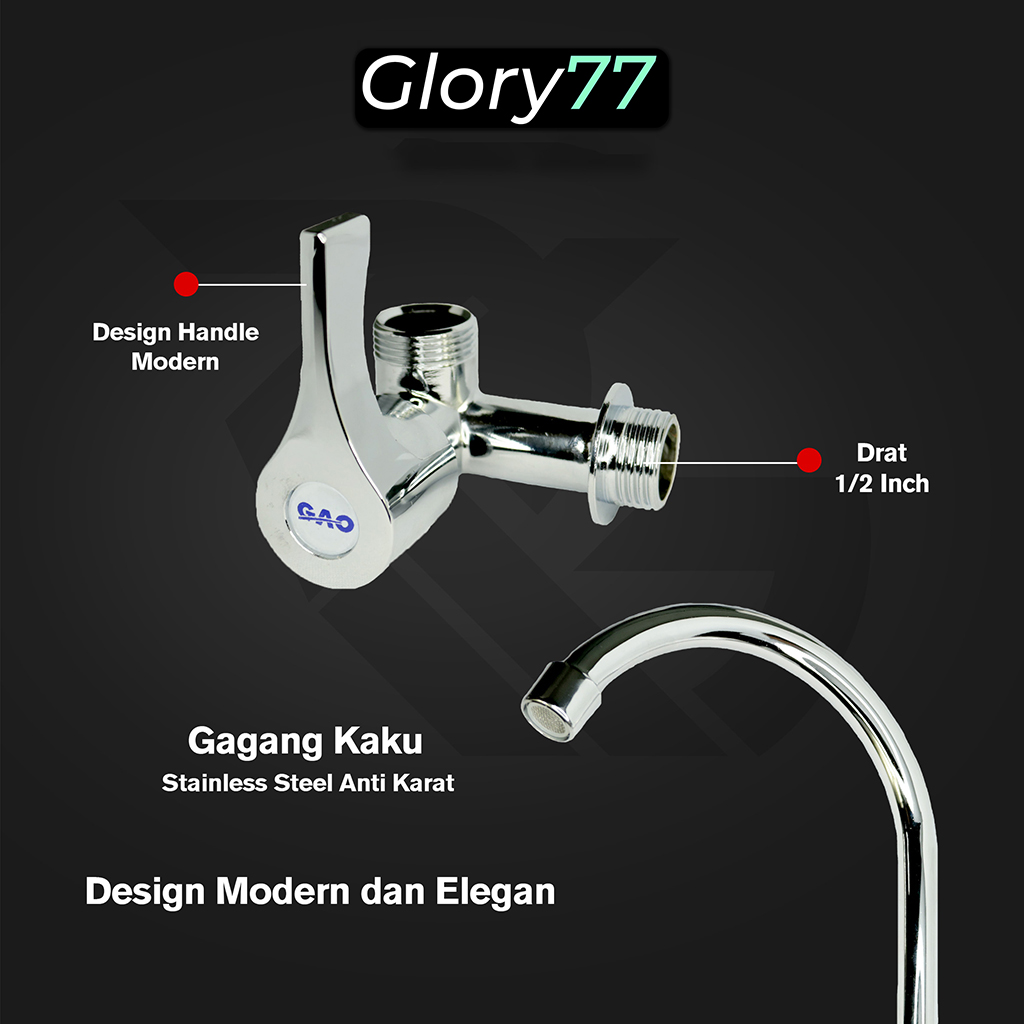 Glory77
Design Handle
Modern
GAO
Drat
1/2 Inch
Gagang Kaku
Stainless Steel Anti Karat
Design Modern dan Elegan